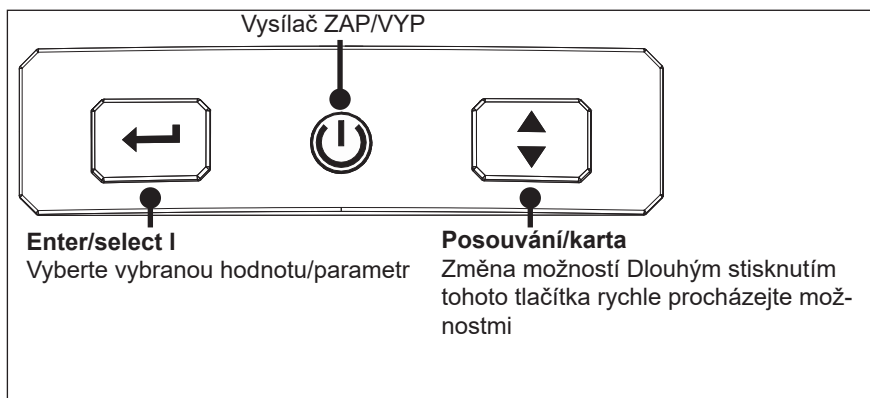 Vysílač ZAP/VYP
Enter/select I
Vyberte vybranou hodnotu/parametr
Posouvání/karta
Změna možností Dlouhým stisknutím
tohoto tlačítka rychle procházejte mož-
nostmi